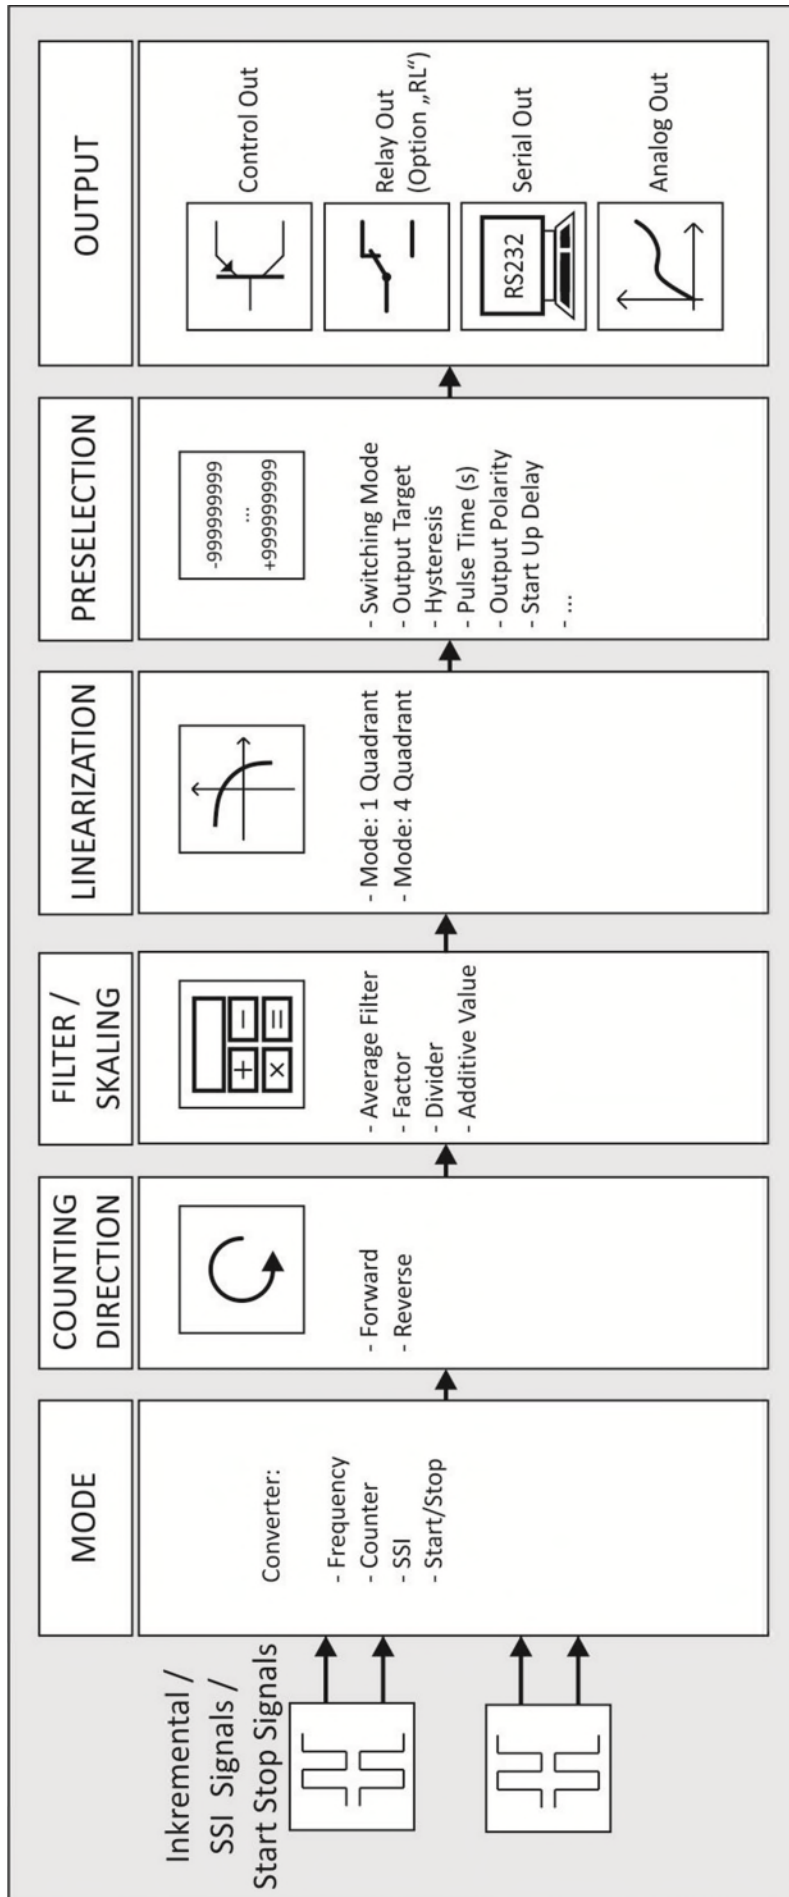 Inkremental /
SSI Signals /
Start Stop Signals
MODE
Converter:
- Frequency
- Counter
- SSI
- Start/Stop
COUNTING
DIRECTION
- Forward
- Reverse
FILTER /
SKALING
+
−
×
=
- Average Filter
- Factor
- Divider
- Additive Value
LINEARIZATION
- Mode: 1 Quadrant
- Mode: 4 Quadrant
PRESELECTION
-999999999
...
+999999999
- Switching Mode
- Output Target
- Hysteresis
- Pulse Time (s)
- Output Polarity
- Start Up Delay
- ...
OUTPUT
Control Out
Relay Out
(Option „RL“)
RS232
Serial Out
Analog Out